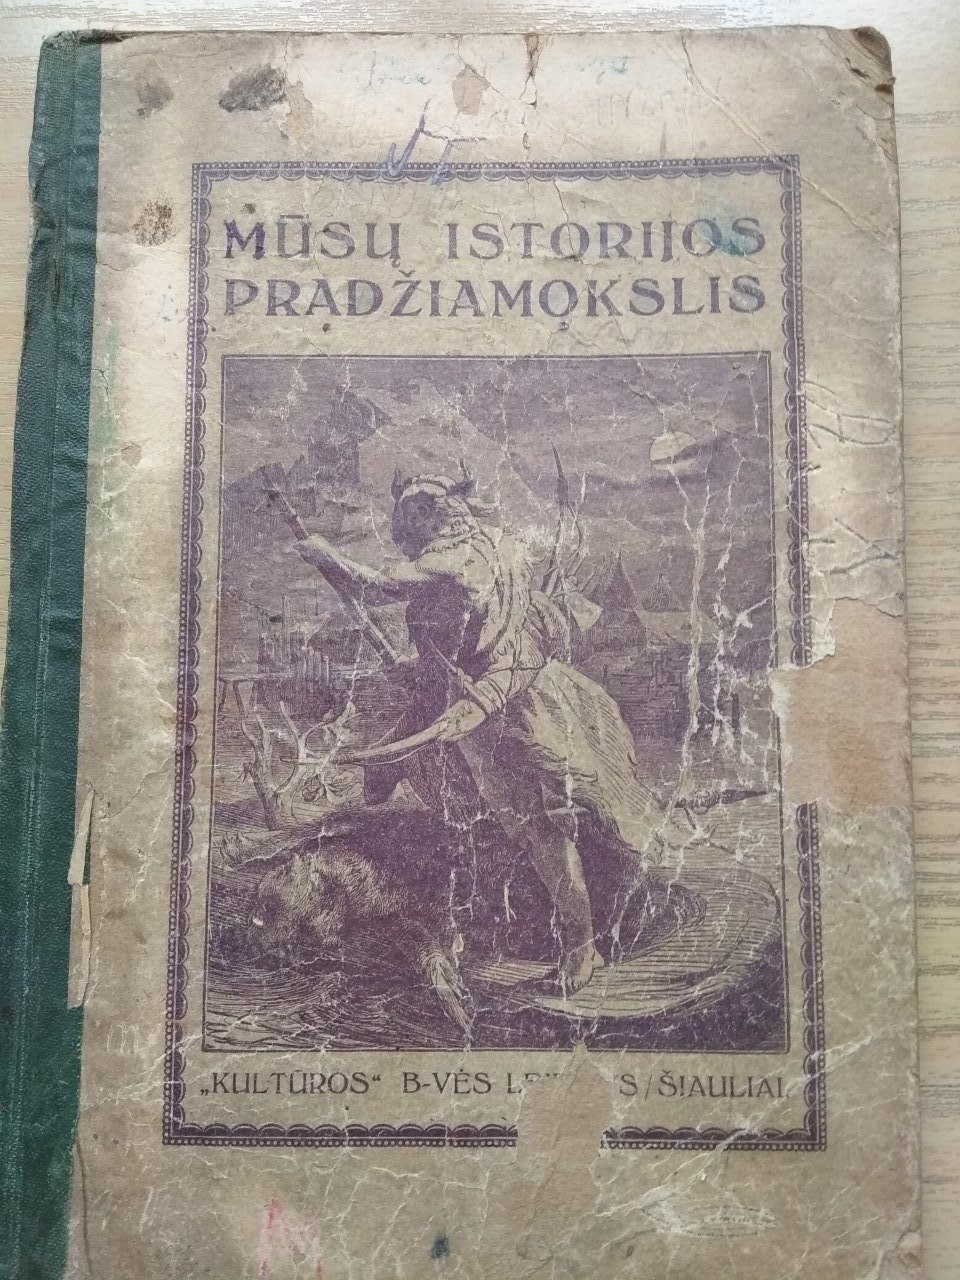 MŪSŲ ISTORIJOS
PRADŽIAMOKSLIS
„KULTŪROS“ B-VĖS / ŠIAULIAI